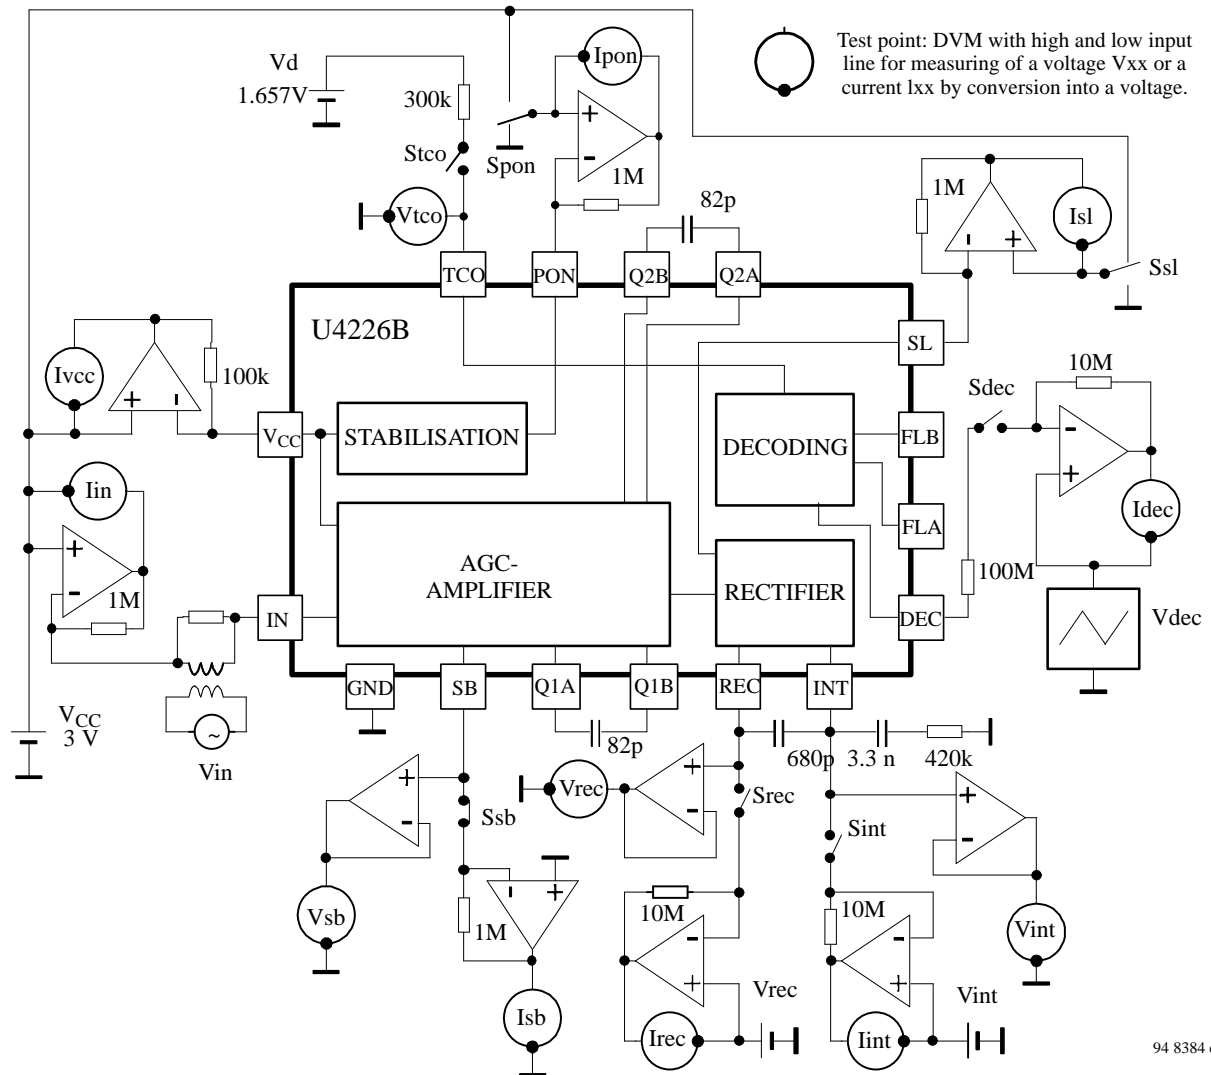 Test point: DVM with high and low input
line for measuring of a voltage Vxx or a
current lxx by conversion into a voltage.
Vd
1.657V
300k
Stco
Vtco
Spon
Ipon
+
-
1M
82p
1M
Isl
-
+
Ssl
TCO
PON
Q2B
Q2A
U4226B
SL
Ivcc
100k
+
-
VCC
STABILISATION
DECODING
FLB
FLA
Sdec
10M
-
+
Idec
Iin
+
-
1M
AGC-
AMPLIFIER
RECTIFIER
100M
IN
DEC
Vdec
GND
SB
Q1A
Q1B
REC
INT
VCC
3 V
~
Vin
82p
680p
3.3 n
420k
+
-
Ssb
Vrec
+
-
Srec
Sint
+
-
Vsb
-
+
1M
10M
-
+
10M
-
+
Vint
Isb
Irec
Vrec
Iint
Vint
94 8384